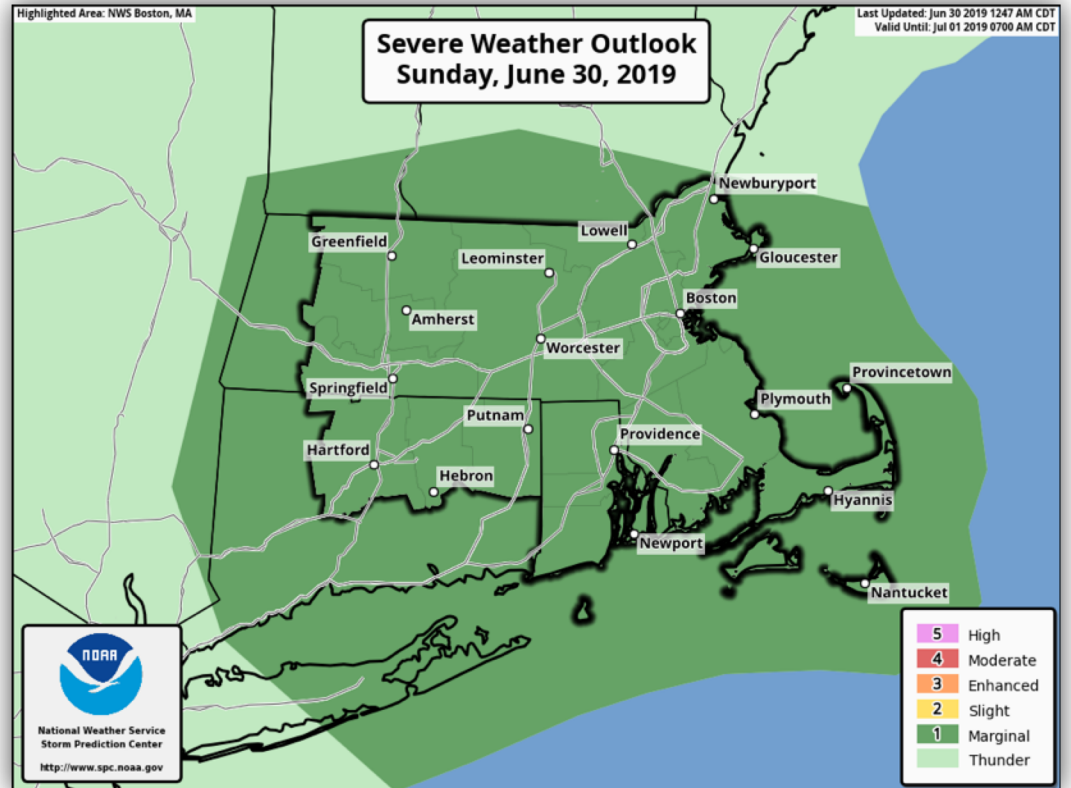 Highlighted Area: NWS Boston, MA
Last Updated: Jun 30 2019 1247 AM CDT
Valid Until: Jul 01 2019 0700 AM CDT
Severe Weather Outlook
Sunday, June 30, 2019
Newburyport
Lowell
Greenfield
Leominster
Gloucester
Boston
Amherst
Worcester
Provincetown
Springfield
Plymouth
Putnam
Providence
Hartford
Hebron
Hyannis
Newport
Nantucket
NOAA
National Weather Service
Storm Prediction Center
http://www.spc.noaa.gov
5 High
4 Moderate
3 Enhanced
2 Slight
1 Marginal
Thunder